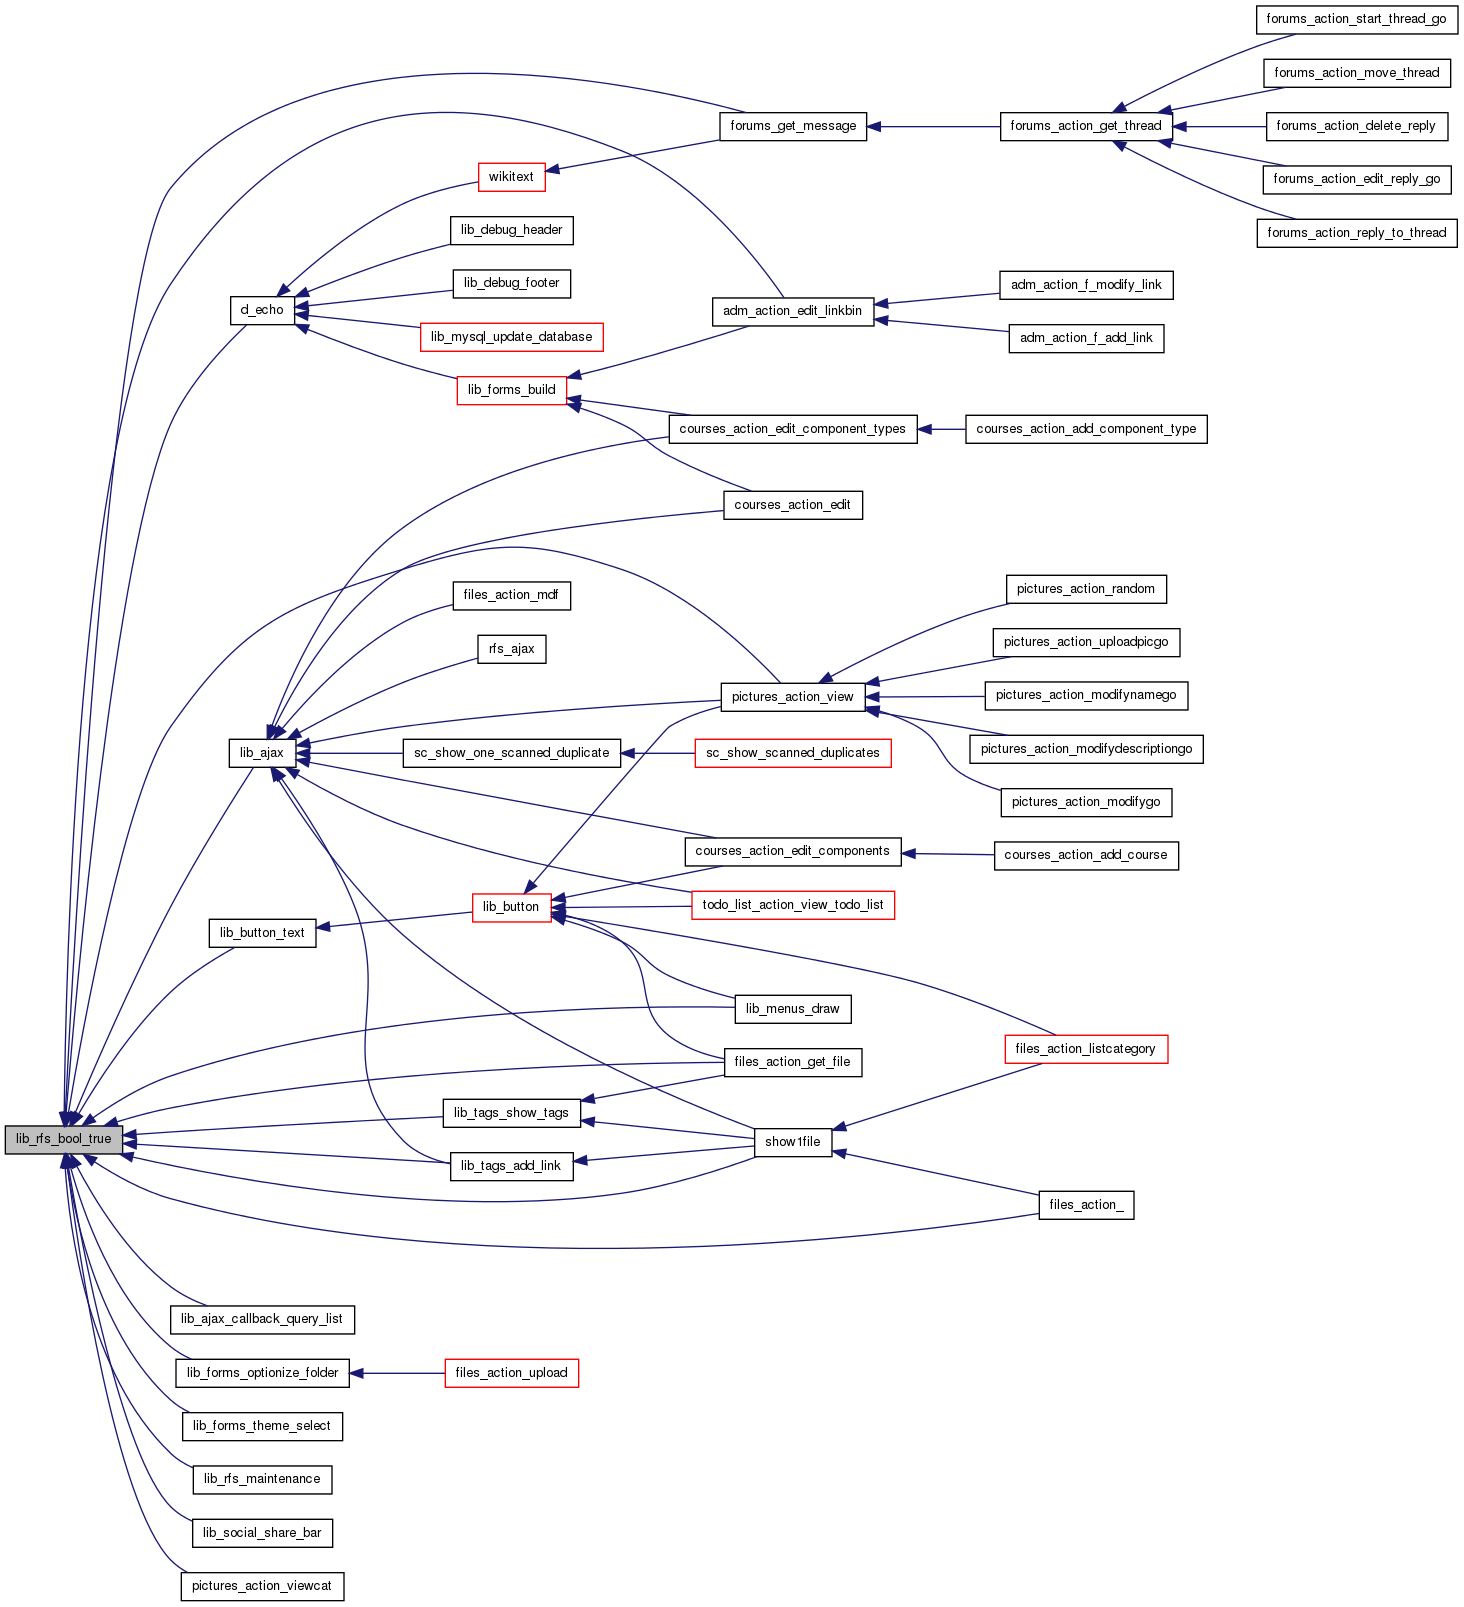 forums_action_start_thread_go
forums_action_move_thread
forums_get_message
forums_action_get_thread
forums_action_delete_reply
wikitext
forums_action_edit_reply_go
lib_debug_header
forums_action_reply_to_thread
lib_debug_footer
adm_action_f_modify_link
d_echo
adm_action_edit_linkbin
lib_mysql_update_database
adm_action_f_add_link
lib_forms_build
courses_action_edit_component_types
courses_action_add_component_type
courses_action_edit
files_action_mdf
pictures_action_random
rfs_ajax
pictures_action_uploadpicgo
pictures_action_view
pictures_action_modifynamego
lib_ajax
sc_show_one_scanned_duplicate
sc_show_scanned_duplicates
pictures_action_modifydescriptiongo
pictures_action_modifygo
courses_action_edit_components
courses_action_add_course
lib_button
todo_list_action_view_todo_list
lib_button_text
lib_menus_draw
files_action_listcategory
files_action_get_file
lib_tags_show_tags
lib_rfs_bool_true
show1file
lib_tags_add_link
files_action_
lib_ajax_callback_query_list
lib_forms_optionize_folder
files_action_upload
lib_forms_theme_select
lib_rfs_maintenance
lib_social_share_bar
pictures_action_viewcat